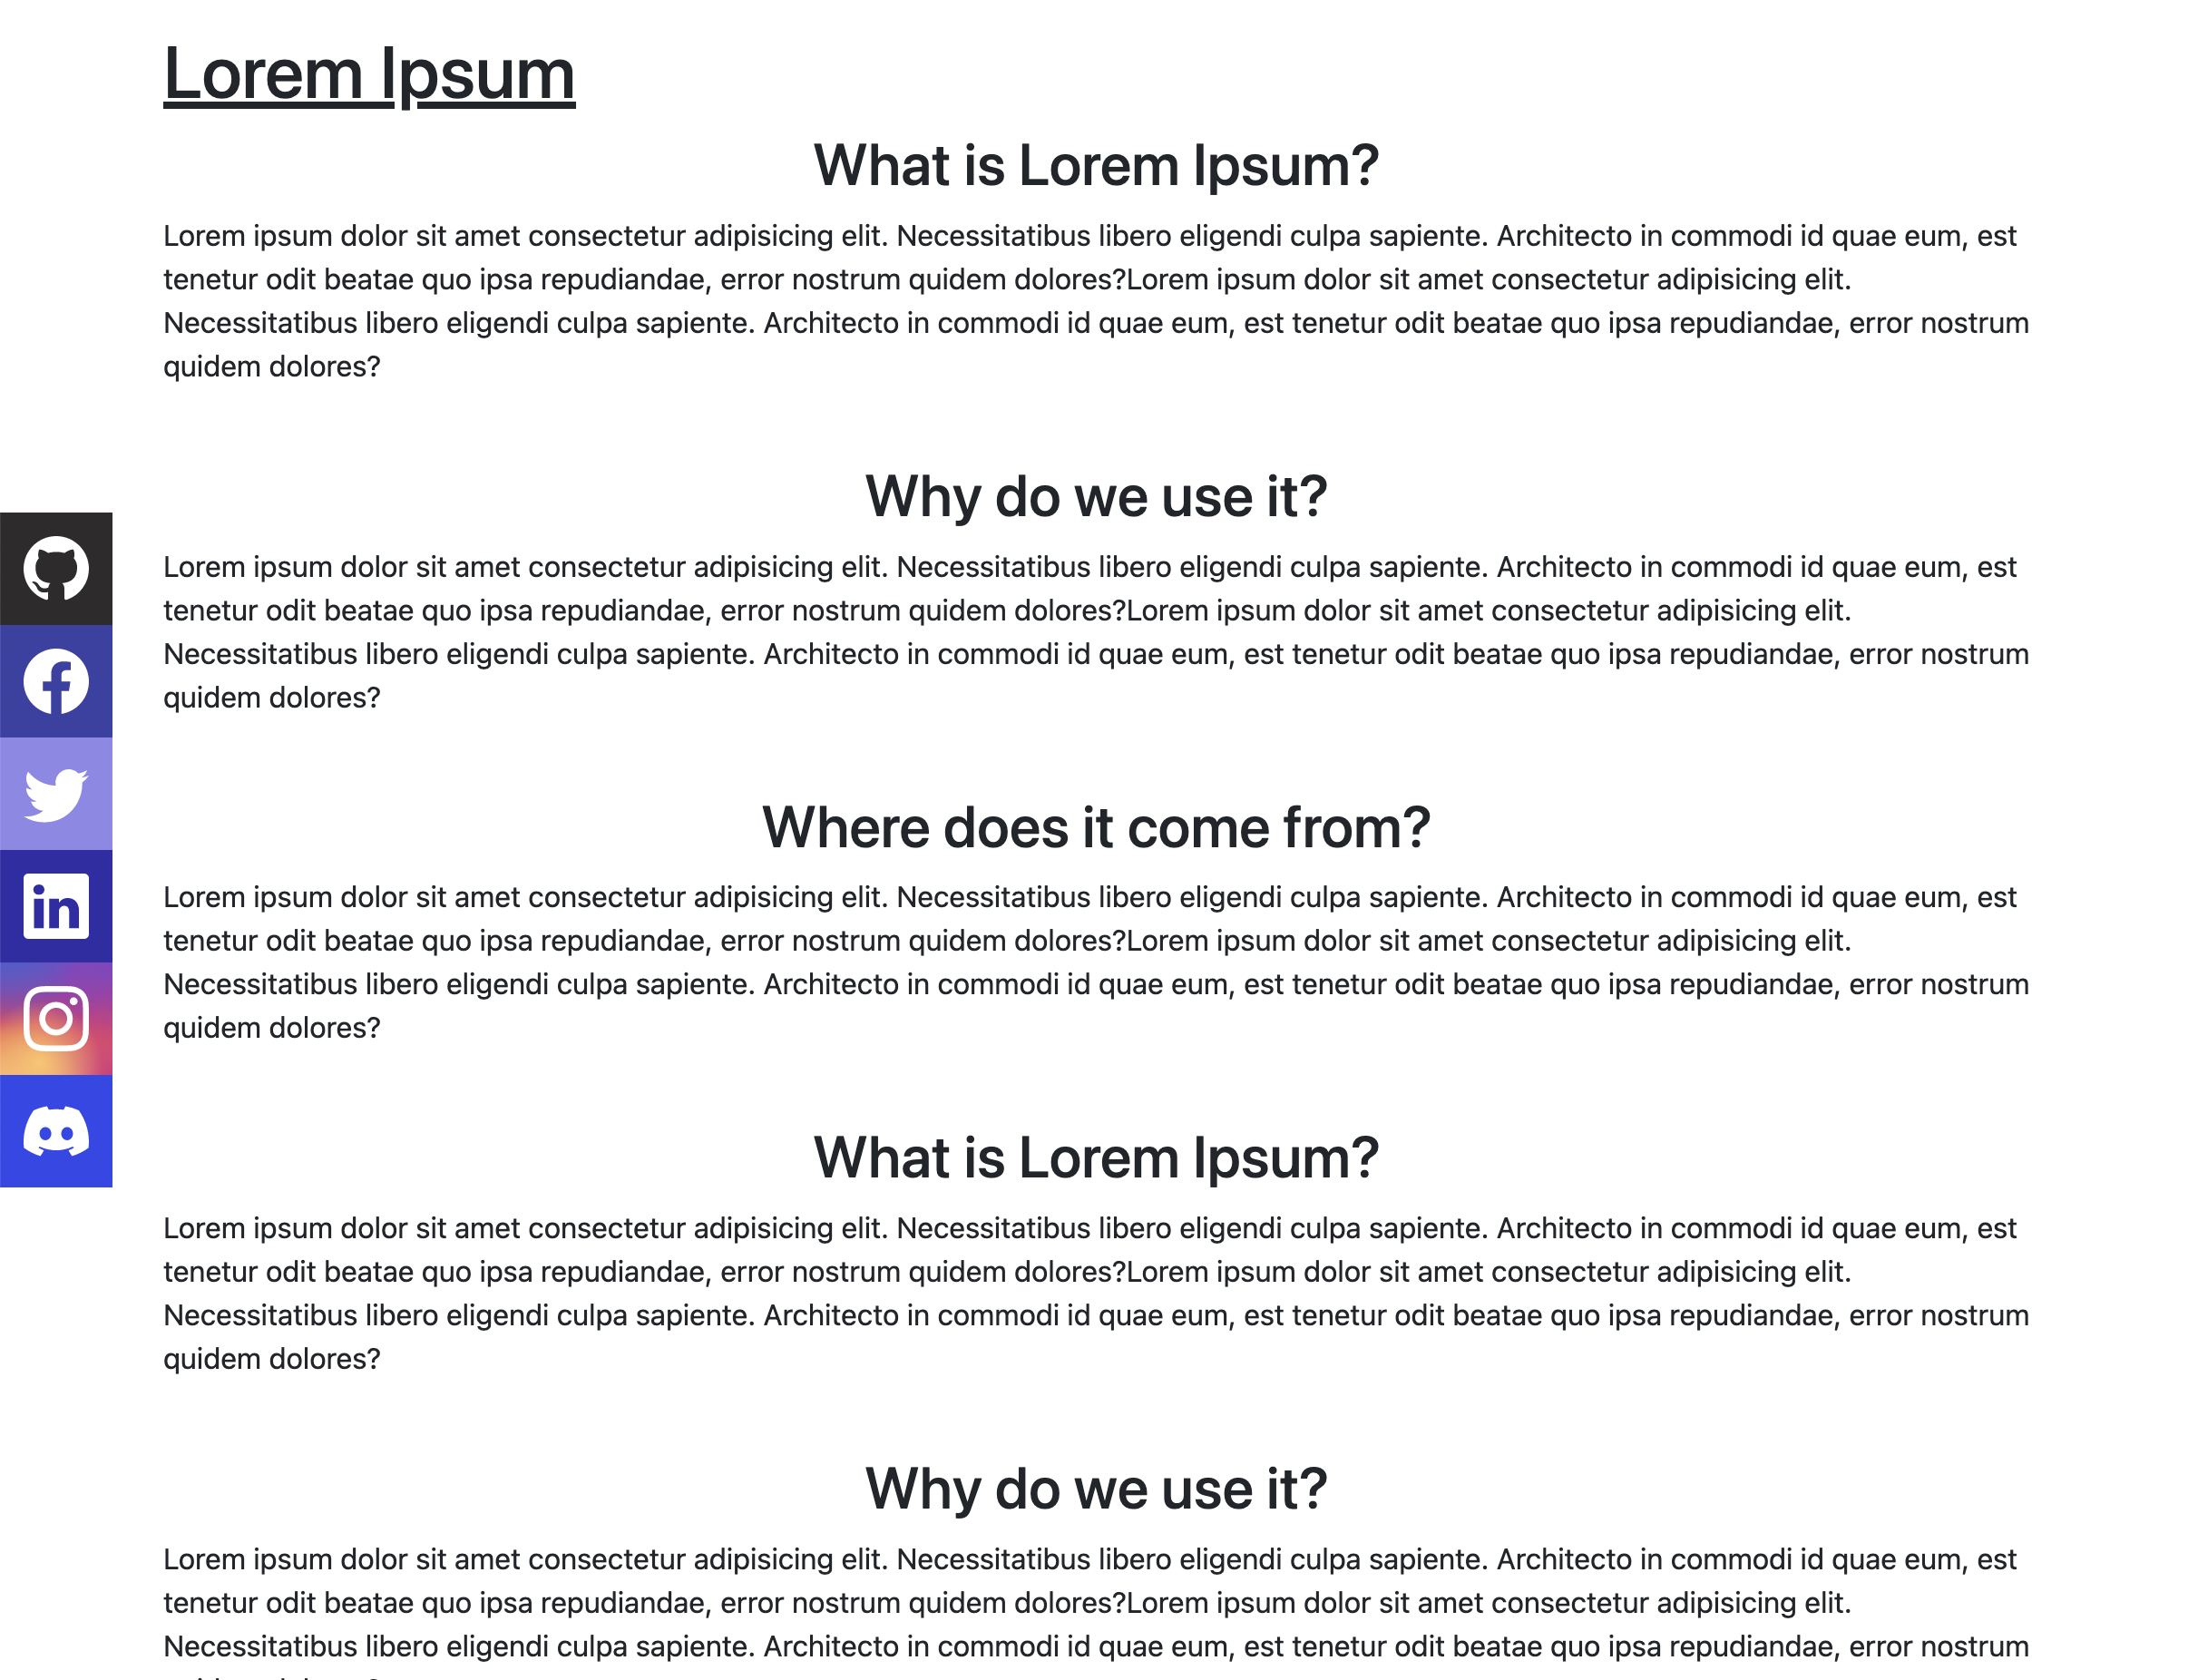 Lorem Ipsum
What is Lorem Ipsum?
Lorem ipsum dolor sit amet consectetur adipisicing elit. Necessitatibus libero eligendi culpa sapiente. Architecto in commodi id quae eum, est
tenetur odit beatae quo ipsa repudiandae, error nostrum quidem dolores?Lorem ipsum dolor sit amet consectetur adipisicing elit.
Necessitatibus libero eligendi culpa sapiente. Architecto in commodi id quae eum, est tenetur odit beatae quo ipsa repudiandae, error nostrum
quidem dolores?
Why do we use it?
Lorem ipsum dolor sit amet consectetur adipisicing elit. Necessitatibus libero eligendi culpa sapiente. Architecto in commodi id quae eum, est
tenetur odit beatae quo ipsa repudiandae, error nostrum quidem dolores?Lorem ipsum dolor sit amet consectetur adipisicing elit.
Necessitatibus libero eligendi culpa sapiente. Architecto in commodi id quae eum, est tenetur odit beatae quo ipsa repudiandae, error nostrum
quidem dolores?
Where does it come from?
Lorem ipsum dolor sit amet consectetur adipisicing elit. Necessitatibus libero eligendi culpa sapiente. Architecto in commodi id quae eum, est
tenetur odit beatae quo ipsa repudiandae, error nostrum quidem dolores?Lorem ipsum dolor sit amet consectetur adipisicing elit.
Necessitatibus libero eligendi culpa sapiente. Architecto in commodi id quae eum, est tenetur odit beatae quo ipsa repudiandae, error nostrum
quidem dolores?
What is Lorem Ipsum?
Lorem ipsum dolor sit amet consectetur adipisicing elit. Necessitatibus libero eligendi culpa sapiente. Architecto in commodi id quae eum, est
tenetur odit beatae quo ipsa repudiandae, error nostrum quidem dolores?Lorem ipsum dolor sit amet consectetur adipisicing elit.
Necessitatibus libero eligendi culpa sapiente. Architecto in commodi id quae eum, est tenetur odit beatae quo ipsa repudiandae, error nostrum
quidem dolores?
Why do we use it?
Lorem ipsum dolor sit amet consectetur adipisicing elit. Necessitatibus libero eligendi culpa sapiente. Architecto in commodi id quae eum, est
tenetur odit beatae quo ipsa repudiandae, error nostrum quidem dolores?Lorem ipsum dolor sit amet consectetur adipisicing elit.
Necessitatibus libero eligendi culpa sapiente. Architecto in commodi id quae eum, est tenetur odit beatae quo ipsa repudiandae, error nostrum